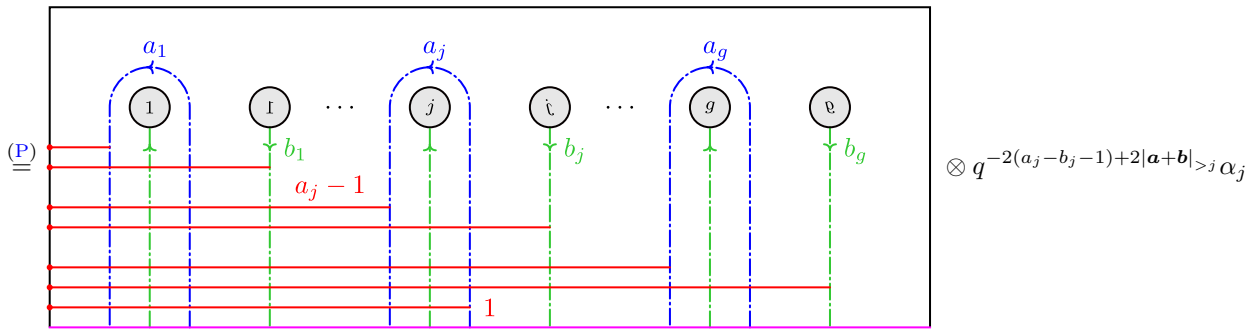 a_1 a_j a_g
1 1 ⋯ j j ⋯ g g
(P)
=
b_1 b_j b_g
⊗ q^{-2(a_j-b_j-1)+2|a+b|_{>j}} α_j
a_j − 1
1